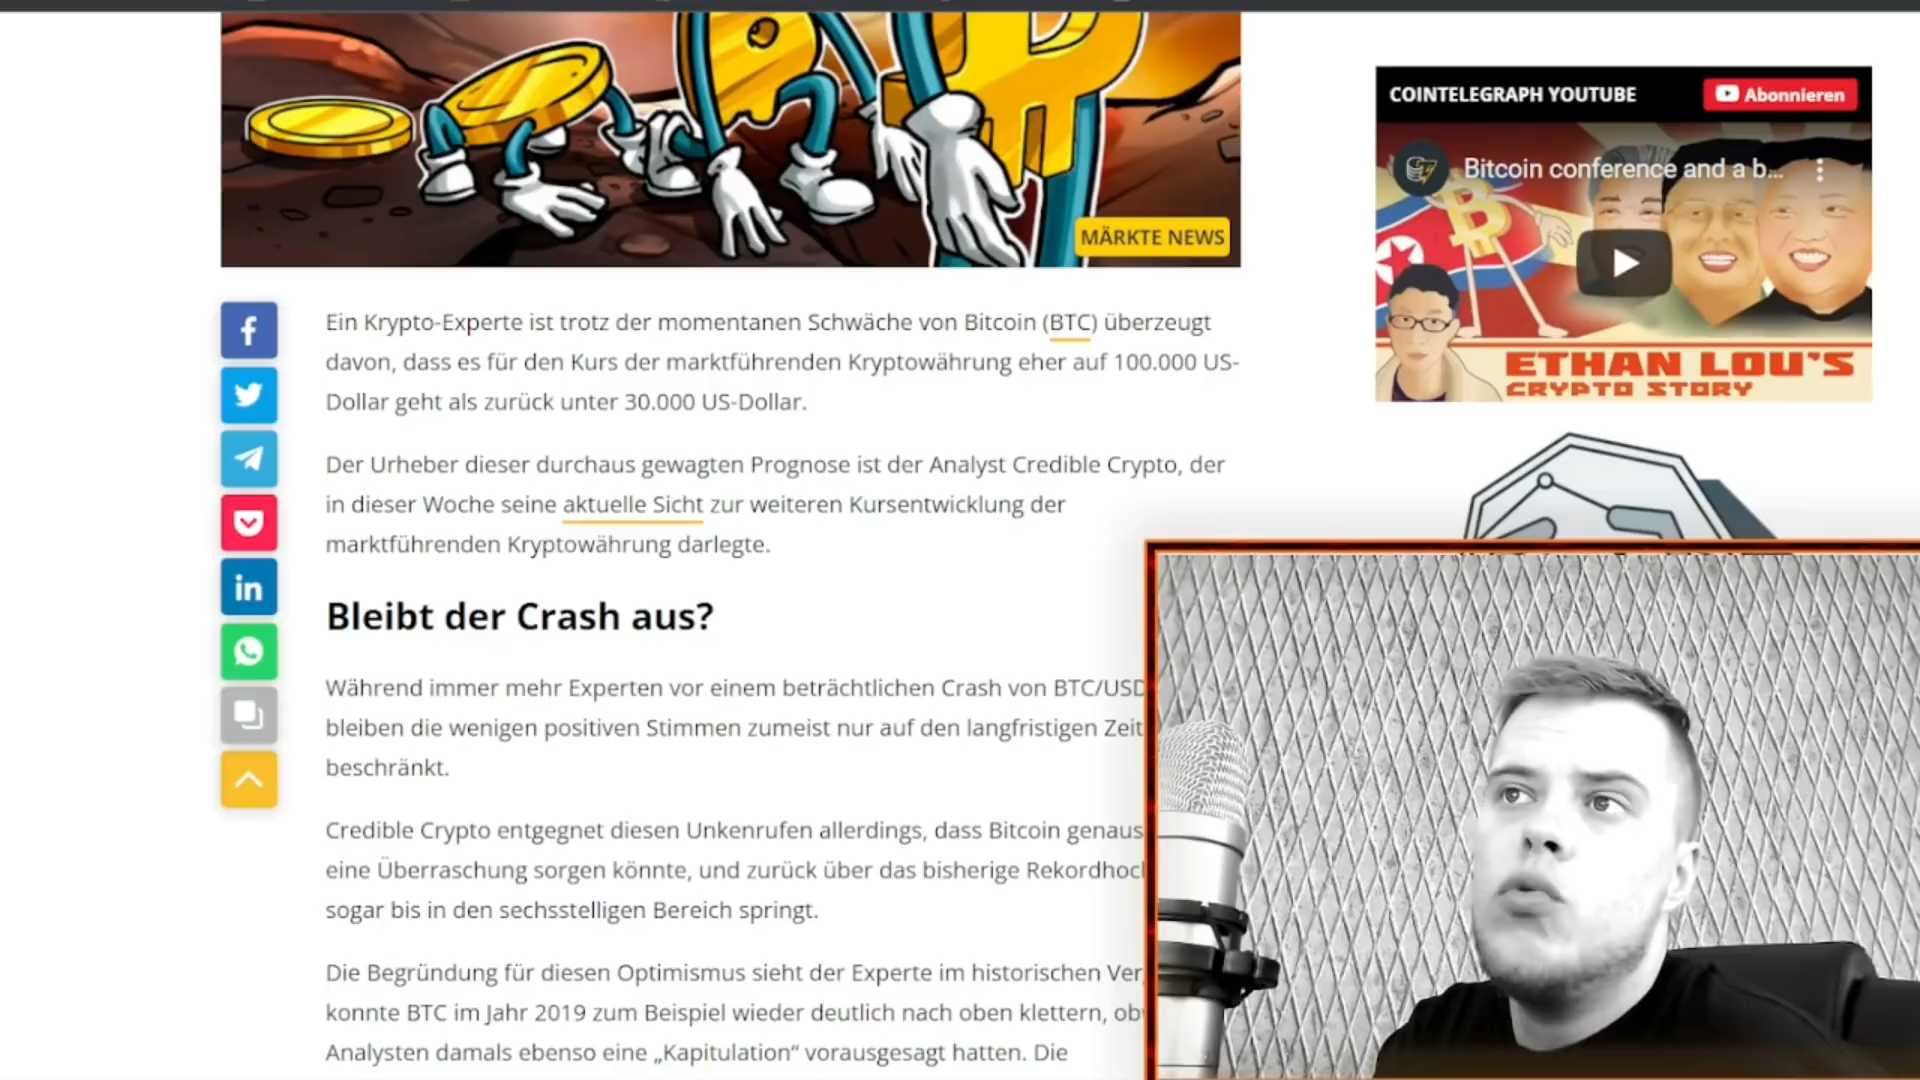 MÄRKTE NEWS
Ein Krypto-Experte ist trotz der momentanen Schwäche von Bitcoin (BTC) überzeugt
davon, dass es für den Kurs der marktführenden Kryptowährung eher auf 100.000 US-
Dollar geht als zurück unter 30.000 US-Dollar.
Der Urheber dieser durchaus gewagten Prognose ist der Analyst Credible Crypto, der
in dieser Woche seine aktuelle Sicht zur weiteren Kursentwicklung der
marktführenden Kryptowährung darlegte.
Bleibt der Crash aus?
Während immer mehr Experten vor einem beträchtlichen Crash von BTC/USD
bleiben die wenigen positiven Stimmen zumeist nur auf den langfristigen Zeit
beschränkt.
Credible Crypto entgegnet diesen Unkenrufen allerdings, dass Bitcoin genaus
eine Überraschung sorgen könnte, und zurück über das bisherige Rekordhoch
sogar bis in den sechsstelligen Bereich springt.
Die Begründung für diesen Optimismus sieht der Experte im historischen Ver
konnte BTC im Jahr 2019 zum Beispiel wieder deutlich nach oben klettern, ob
Analysten damals ebenso eine „Kapitulation“ vorausgesagt hatten. Die
COINTELEGRAPH YOUTUBE
Abonnieren
Bitcoin conference and a b...
ETHAN LOU'S
CRYPTO STORY